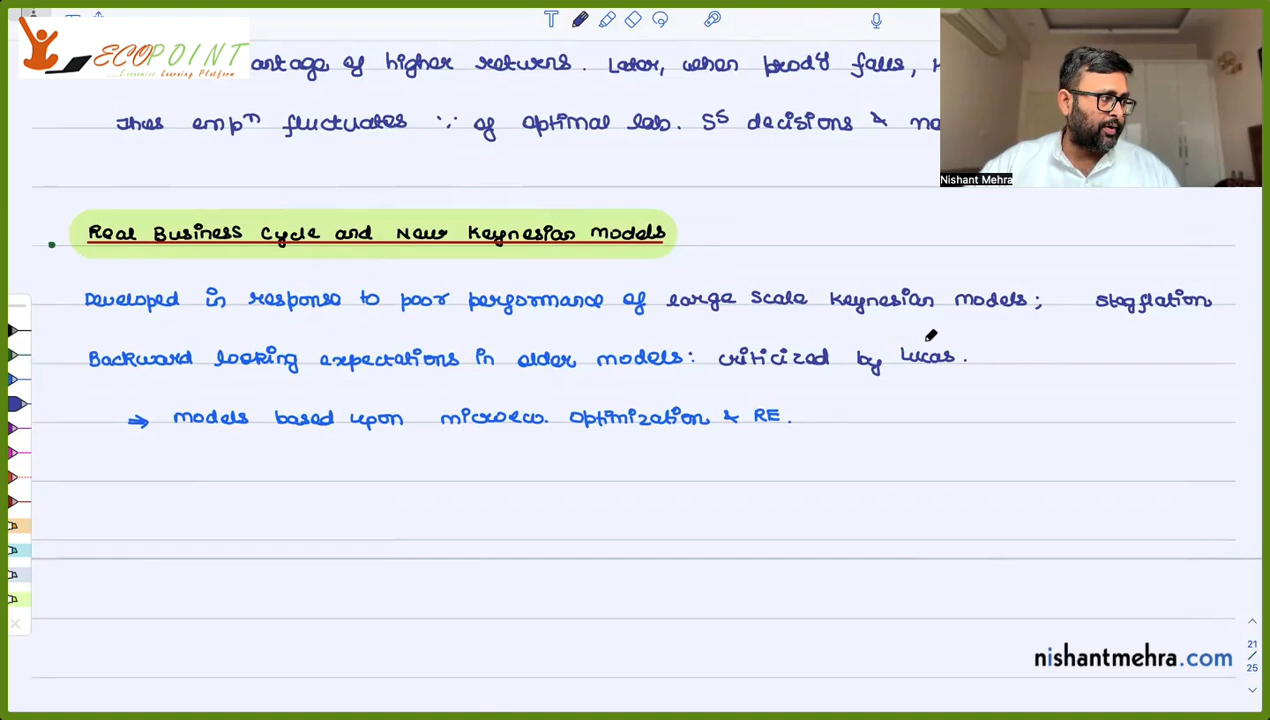 ECOPOINT
Economics Learning Platform
antage of higher returns. Later, when prody falls, H
Thus empn fluctuates ∵ of optimal lab. Ss decisions & no
Nishant Mehra
Real Business Cycle and New Keynesian Models
Developed in response to poor performance of large scale Keynesian models; stagflation
Backward looking expectations in older models: criticized by Lucas.
⇒ models based upon microeco. optimization & RE.
21
/
25
nishantmehra.com